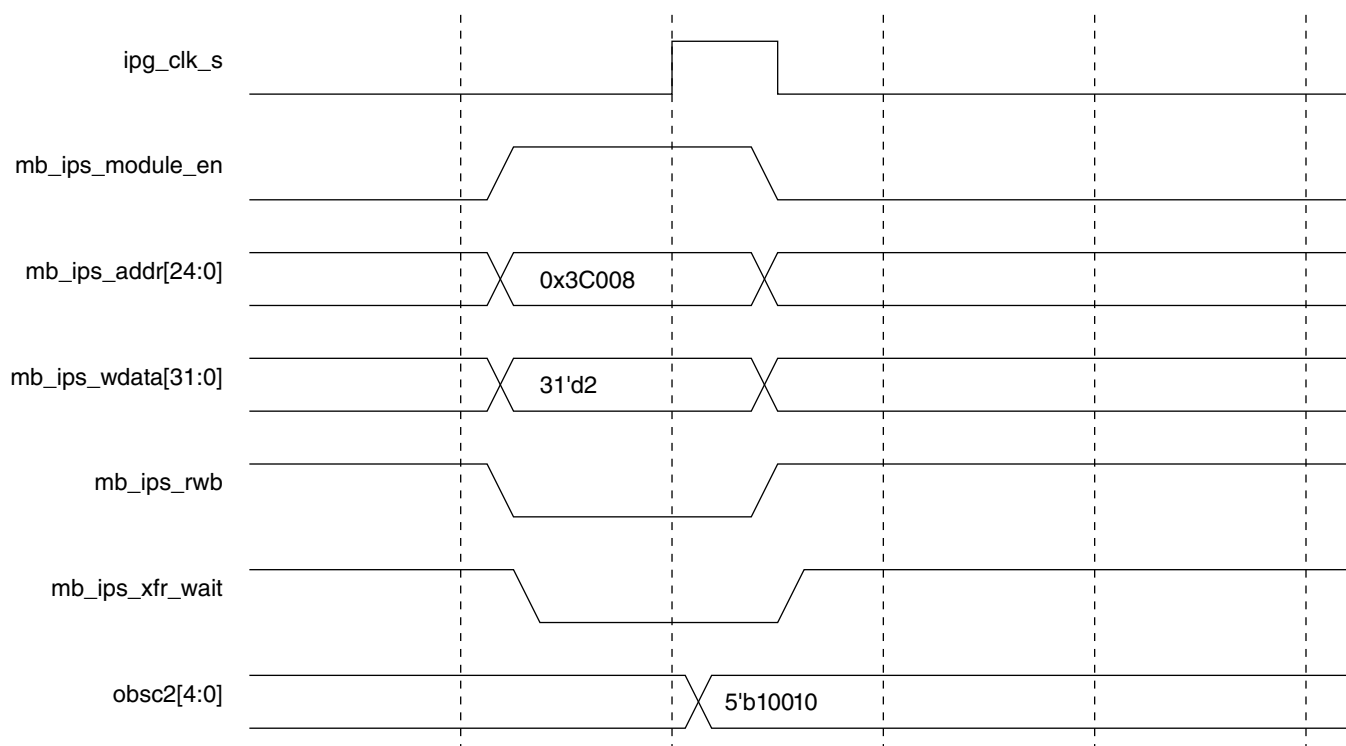 ipg_clk_s
mb_ips_module_en
mb_ips_addr[24:0]
0x3C008
mb_ips_wdata[31:0]
31'd2
mb_ips_rwb
mb_ips_xfr_wait
obsc2[4:0]
5'b10010